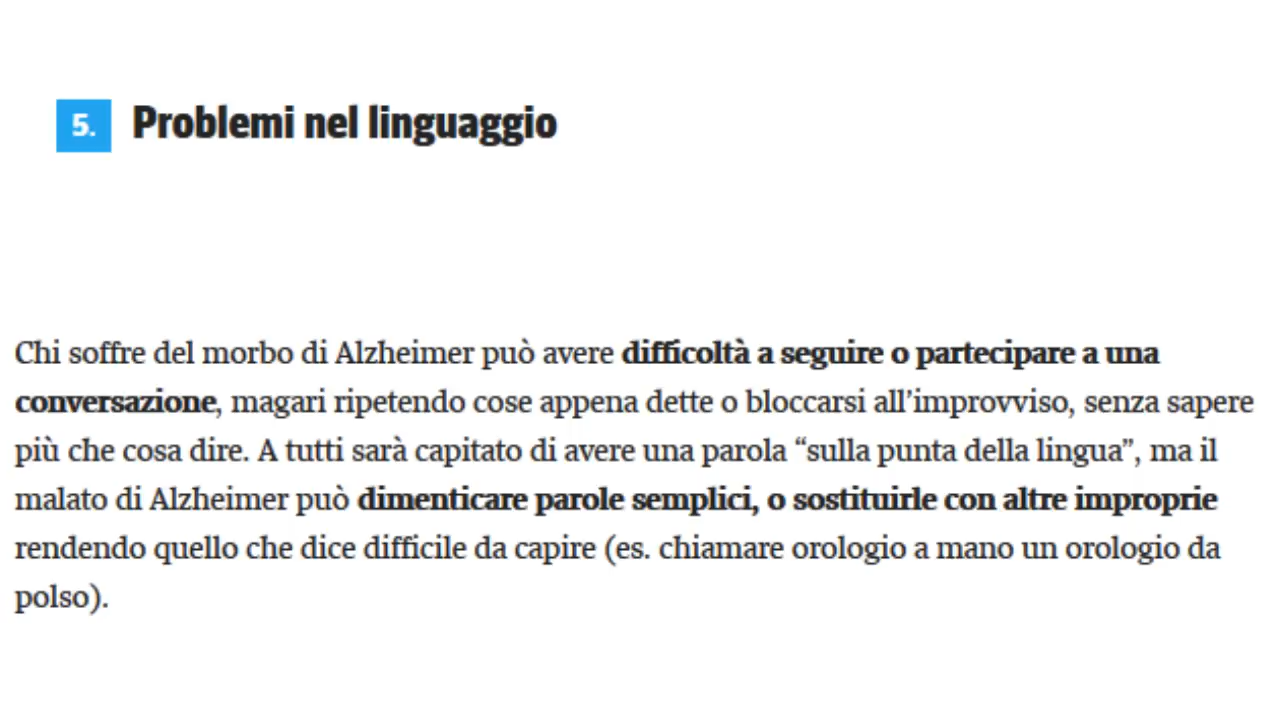 5. Problemi nel linguaggio
Chi soffre del morbo di Alzheimer può avere difficoltà a seguire o partecipare a una
conversazione, magari ripetendo cose appena dette o bloccarsi all’improvviso, senza sapere
più che cosa dire. A tutti sarà capitato di avere una parola “sulla punta della lingua”, ma il
malato di Alzheimer può dimenticare parole semplici, o sostituirle con altre improprie
rendendo quello che dice difficile da capire (es. chiamare orologio a mano un orologio da
polso).